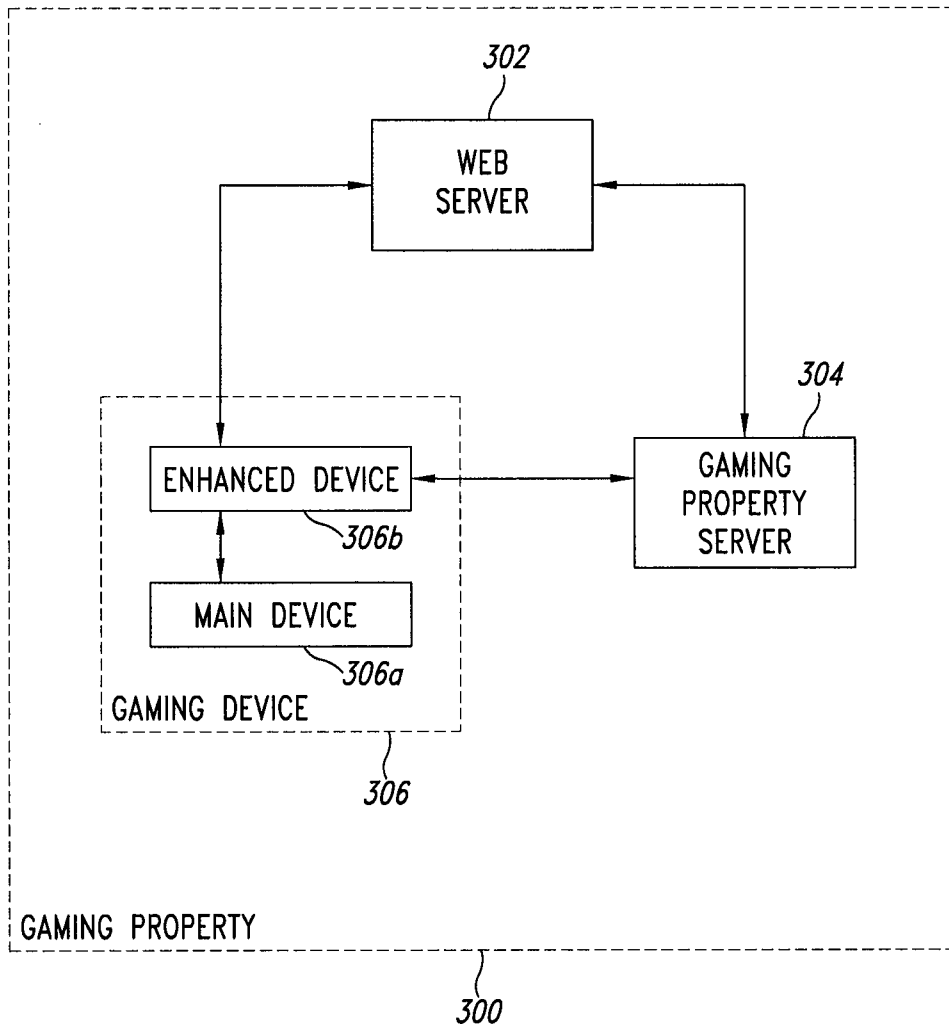 302
WEB
SERVER
304
GAMING
PROPERTY
SERVER
ENHANCED DEVICE
306b
MAIN DEVICE
306a
GAMING DEVICE
306
GAMING PROPERTY
300